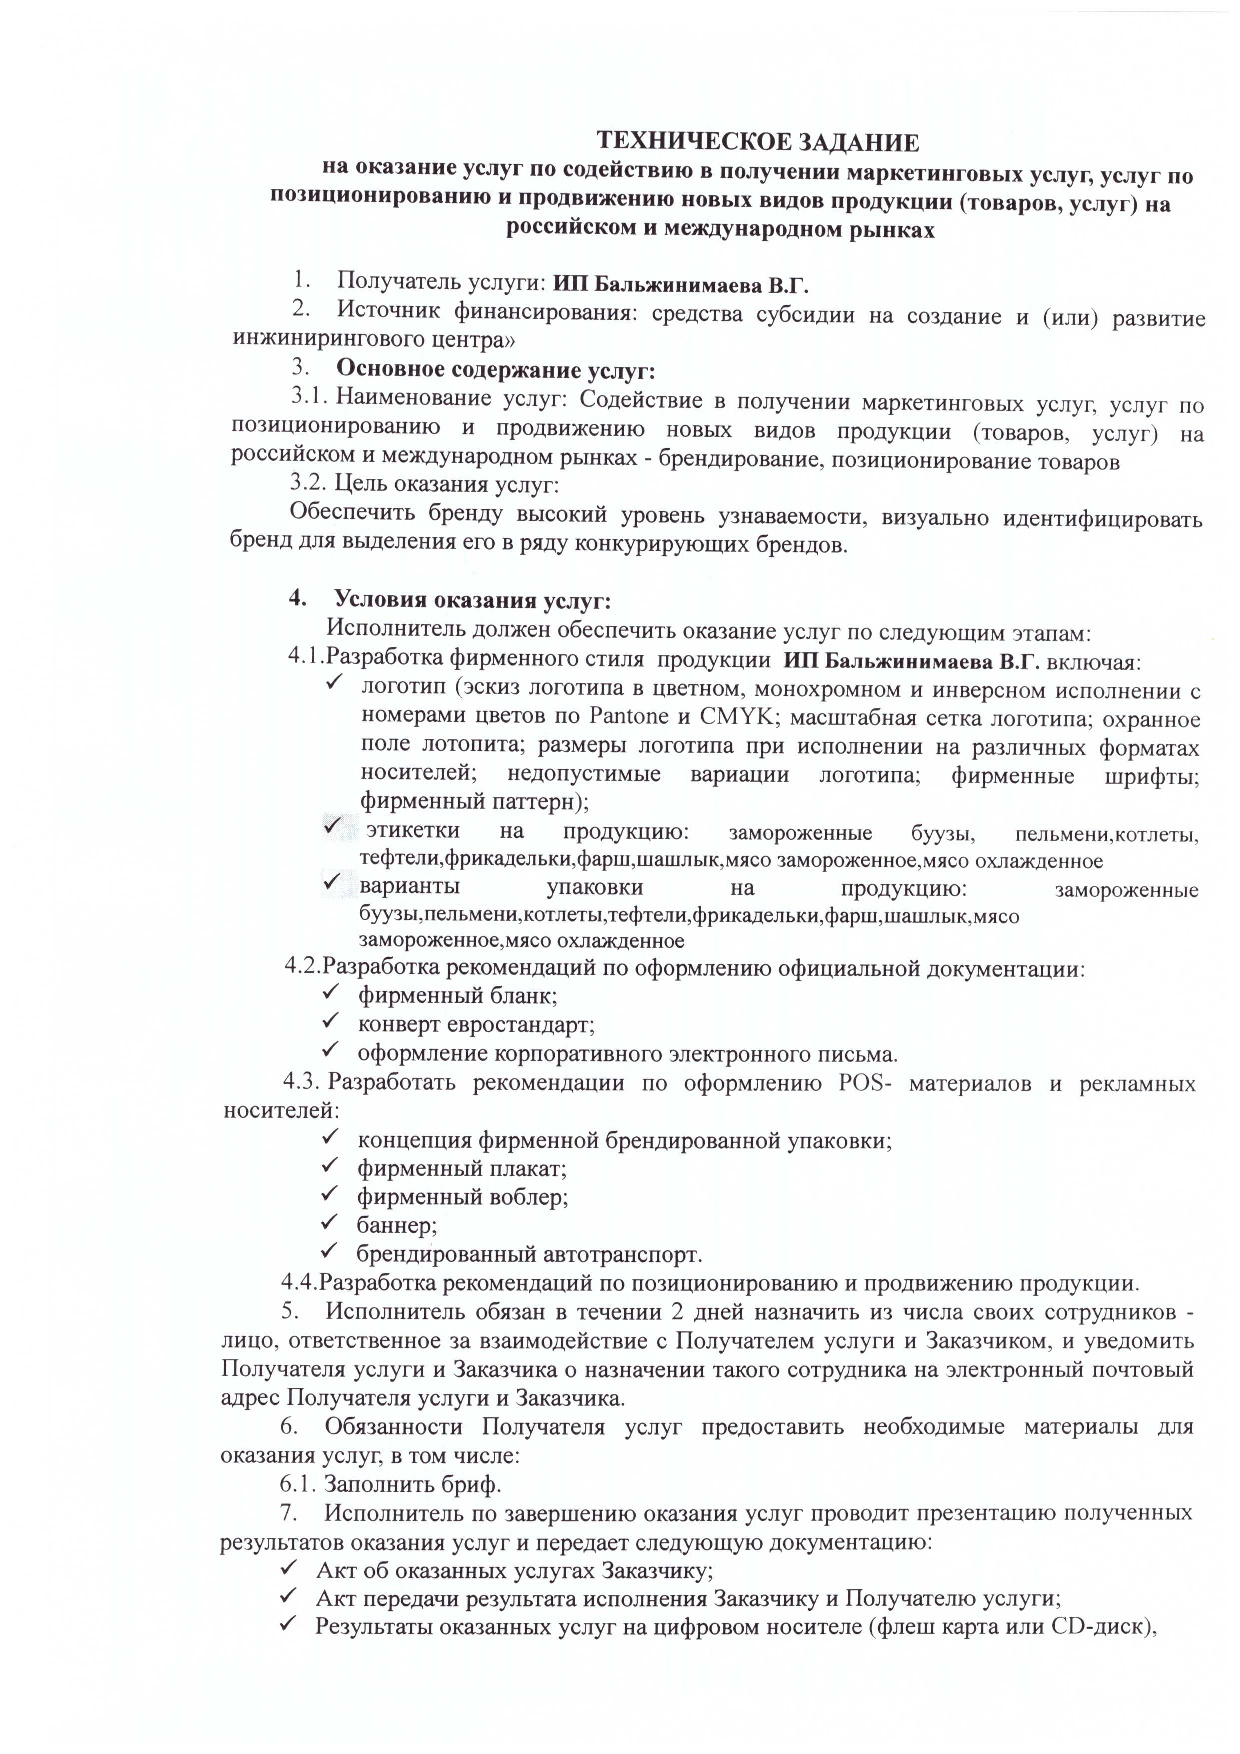 ТЕХНИЧЕСКОЕ ЗАДАНИЕ
на оказание услуг по содействию в получении маркетинговых услуг, услуг по
позиционированию и продвижению новых видов продукции (товаров, услуг) на
российском и международном рынках
1. Получатель услуги: ИП Бальжинимаева В.Г.
2. Источник финансирования: средства субсидии на создание и (или) развитие
инжинирингового центра»
3. Основное содержание услуг:
3.1. Наименование услуг: Содействие в получении маркетинговых услуг, услуг по
позиционированию и продвижению новых видов продукции (товаров, услуг) на
российском и международном рынках - брендирование, позиционирование товаров
3.2. Цель оказания услуг:
Обеспечить бренду высокий уровень узнаваемости, визуально идентифицировать
бренд для выделения его в ряду конкурирующих брендов.
4. Условия оказания услуг:
Исполнитель должен обеспечить оказание услуг по следующим этапам:
4.1.Разработка фирменного стиля продукции ИП Бальжинимаева В.Г. включая:
✓ логотип (эскиз логотипа в цветном, монохромном и инверсном исполнении с
номерами цветов по Pantone и CMYK; масштабная сетка логотипа; охранное
поле лотопита; размеры логотипа при исполнении на различных форматах
носителей; недопустимые вариации логотипа; фирменные шрифты;
фирменный паттерн);
✓ этикетки на продукцию: замороженные буузы, пельмени,котлеты,
тефтели,фрикадельки,фарш,шашлык,мясо замороженное,мясо охлажденное
✓ варианты упаковки на продукцию: замороженные
буузы,пельмени,котлеты,тефтели,фрикадельки,фарш,шашлык,мясо
замороженное,мясо охлажденное
4.2.Разработка рекомендаций по оформлению официальной документации:
✓ фирменный бланк;
✓ конверт евростандарт;
✓ оформление корпоративного электронного письма.
4.3. Разработать рекомендации по оформлению POS- материалов и рекламных
носителей:
✓ концепция фирменной брендированной упаковки;
✓ фирменный плакат;
✓ фирменный воблер;
✓ баннер;
✓ брендированный автотранспорт.
4.4.Разработка рекомендаций по позиционированию и продвижению продукции.
5. Исполнитель обязан в течении 2 дней назначить из числа своих сотрудников -
лицо, ответственное за взаимодействие с Получателем услуги и Заказчиком, и уведомить
Получателя услуги и Заказчика о назначении такого сотрудника на электронный почтовый
адрес Получателя услуги и Заказчика.
6. Обязанности Получателя услуг предоставить необходимые материалы для
оказания услуг, в том числе:
6.1. Заполнить бриф.
7. Исполнитель по завершению оказания услуг проводит презентацию полученных
результатов оказания услуг и передает следующую документацию:
✓ Акт об оказанных услугах Заказчику;
✓ Акт передачи результата исполнения Заказчику и Получателю услуги;
✓ Результаты оказанных услуг на цифровом носителе (флеш карта или CD-диск),